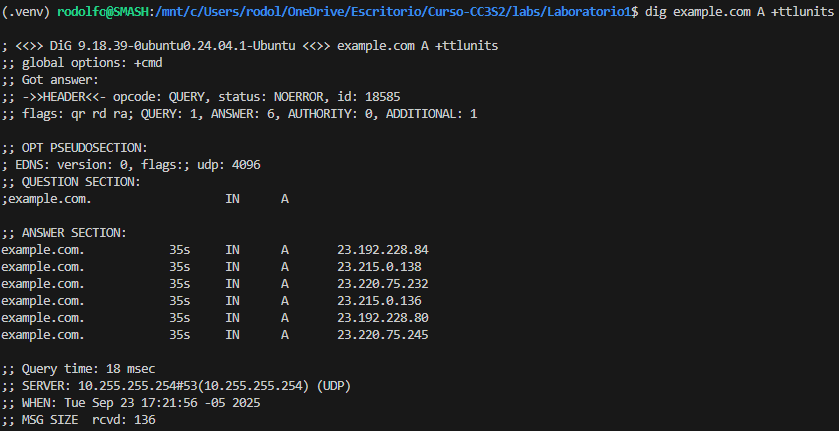 (.venv) rodolfo@SMASH:/mnt/c/Users/rodol/OneDrive/Escritorio/Curso-CC3S2/labs/Laboratorio1$ dig example.com A +ttlunits

; <<>> DiG 9.18.39-0ubuntu0.24.04.1-Ubuntu <<>> example.com A +ttlunits
;; global options: +cmd
;; Got answer:
;; ->>HEADER<<- opcode: QUERY, status: NOERROR, id: 18585
;; flags: qr rd ra; QUERY: 1, ANSWER: 6, AUTHORITY: 0, ADDITIONAL: 1

;; OPT PSEUDOSECTION:
; EDNS: version: 0, flags:; udp: 4096
;; QUESTION SECTION:
;example.com. IN A

;; ANSWER SECTION:
example.com. 35s IN A 23.192.228.84
example.com. 35s IN A 23.215.0.138
example.com. 35s IN A 23.220.75.232
example.com. 35s IN A 23.215.0.136
example.com. 35s IN A 23.192.228.80
example.com. 35s IN A 23.220.75.245

;; Query time: 18 msec
;; SERVER: 10.255.255.254#53(10.255.255.254) (UDP)
;; WHEN: Tue Sep 23 17:21:56 -05 2025
;; MSG SIZE rcvd: 136